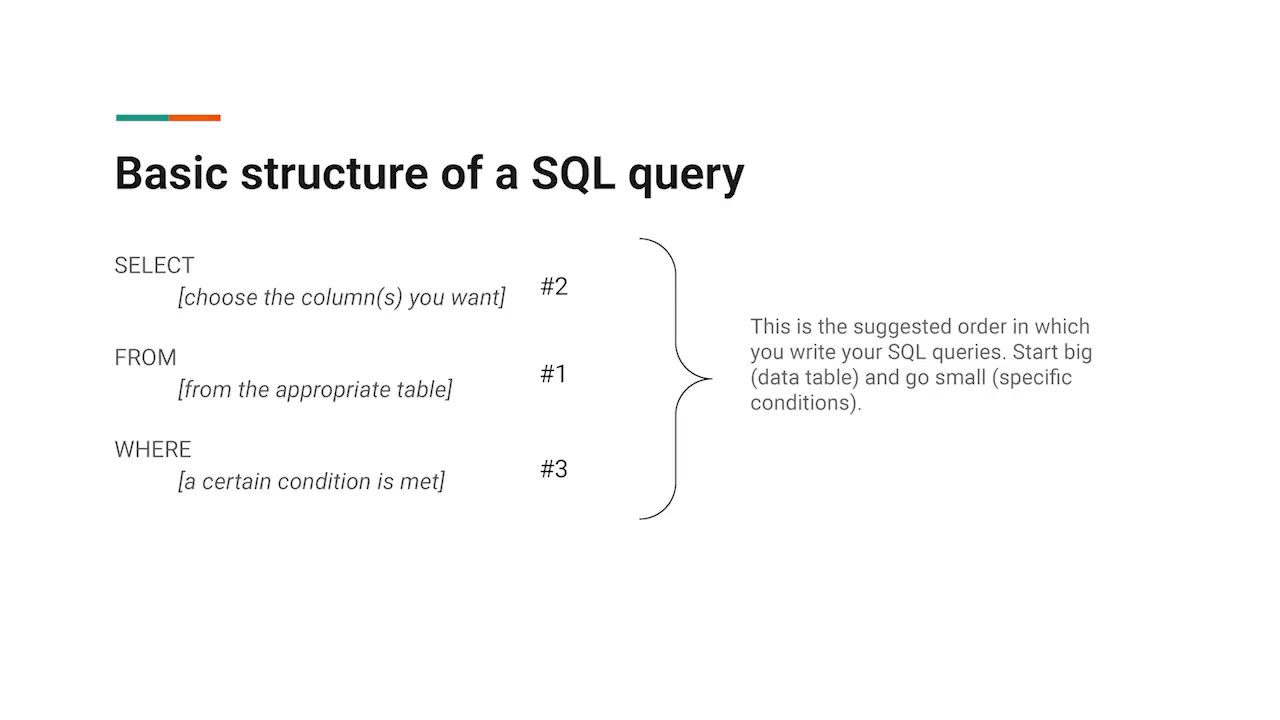 Basic structure of a SQL query
SELECT
[choose the column(s) you want] #2
FROM
[from the appropriate table] #1
WHERE
[a certain condition is met] #3
This is the suggested order in which
you write your SQL queries. Start big
(data table) and go small (specific
conditions).